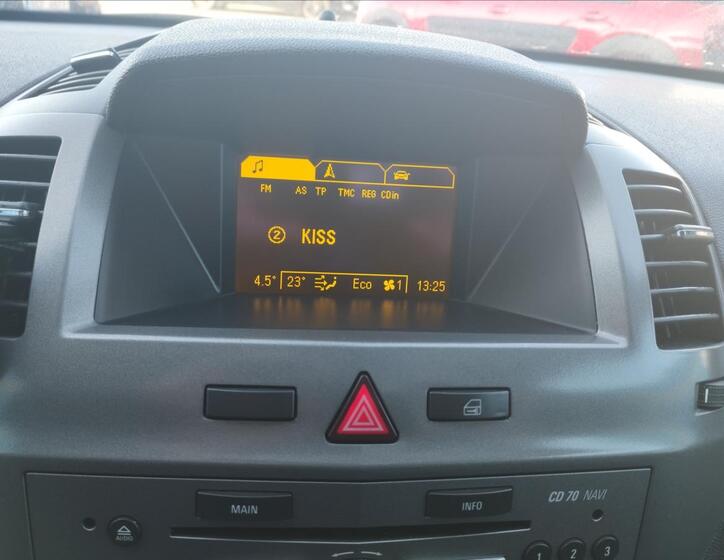 FM AS TP TMC REG CDin
2 KISS
4.5° 23° Eco 1 13:25
MAIN INFO CD 70 NAVI
AUDIO 1 2 3